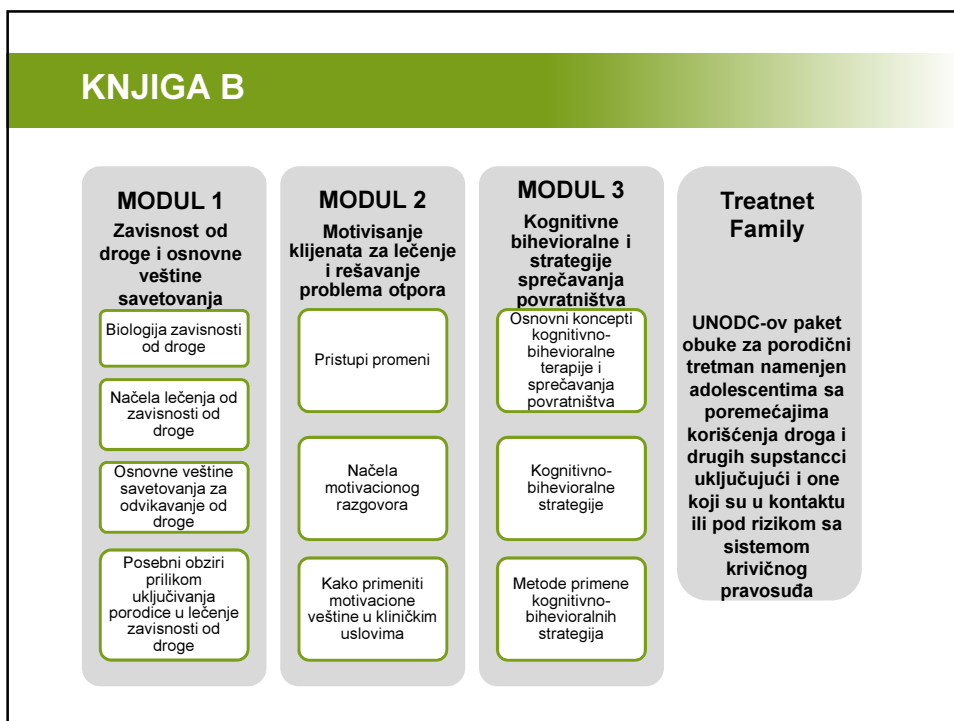 KNJIGA B
MODUL 1
Zavisnost od
droge i osnovne
veštine
savetovanja
Biologija zavisnosti
od droge
Načela lečenja od
zavisnosti od
droge
Osnovne veštine
savetovanja za
odvikavanje od
droge
Posebni obziri
prilikom
uključivanja
porodice u lečenje
zavisnosti od
droge
MODUL 2
Motivisanje
klijenata za lečenje
i rešavanje
problema otpora
Pristupi promeni
Načela
motivacionog
razgovora
Kako primeniti
motivacione
veštine u kliničkim
uslovima
MODUL 3
Kognitivne
bihevioralne i
strategije
sprečavanja
povratništva
Osnovni koncepti
kognitivno-
bihevioralne
terapije i
sprečavanja
povratništva
Kognitivno-
bihevioralne
strategije
Metode primene
kognitivno-
bihevioralnih
strategija
Treatnet
Family
UNODC-ov paket
obuke za porodični
tretman namenjen
adolescentima sa
poremećajima
korišćenja droga i
drugih supstancci
uključujući i one
koji su u kontaktu
ili pod rizikom sa
sistemom
krivičnog
pravosuđa